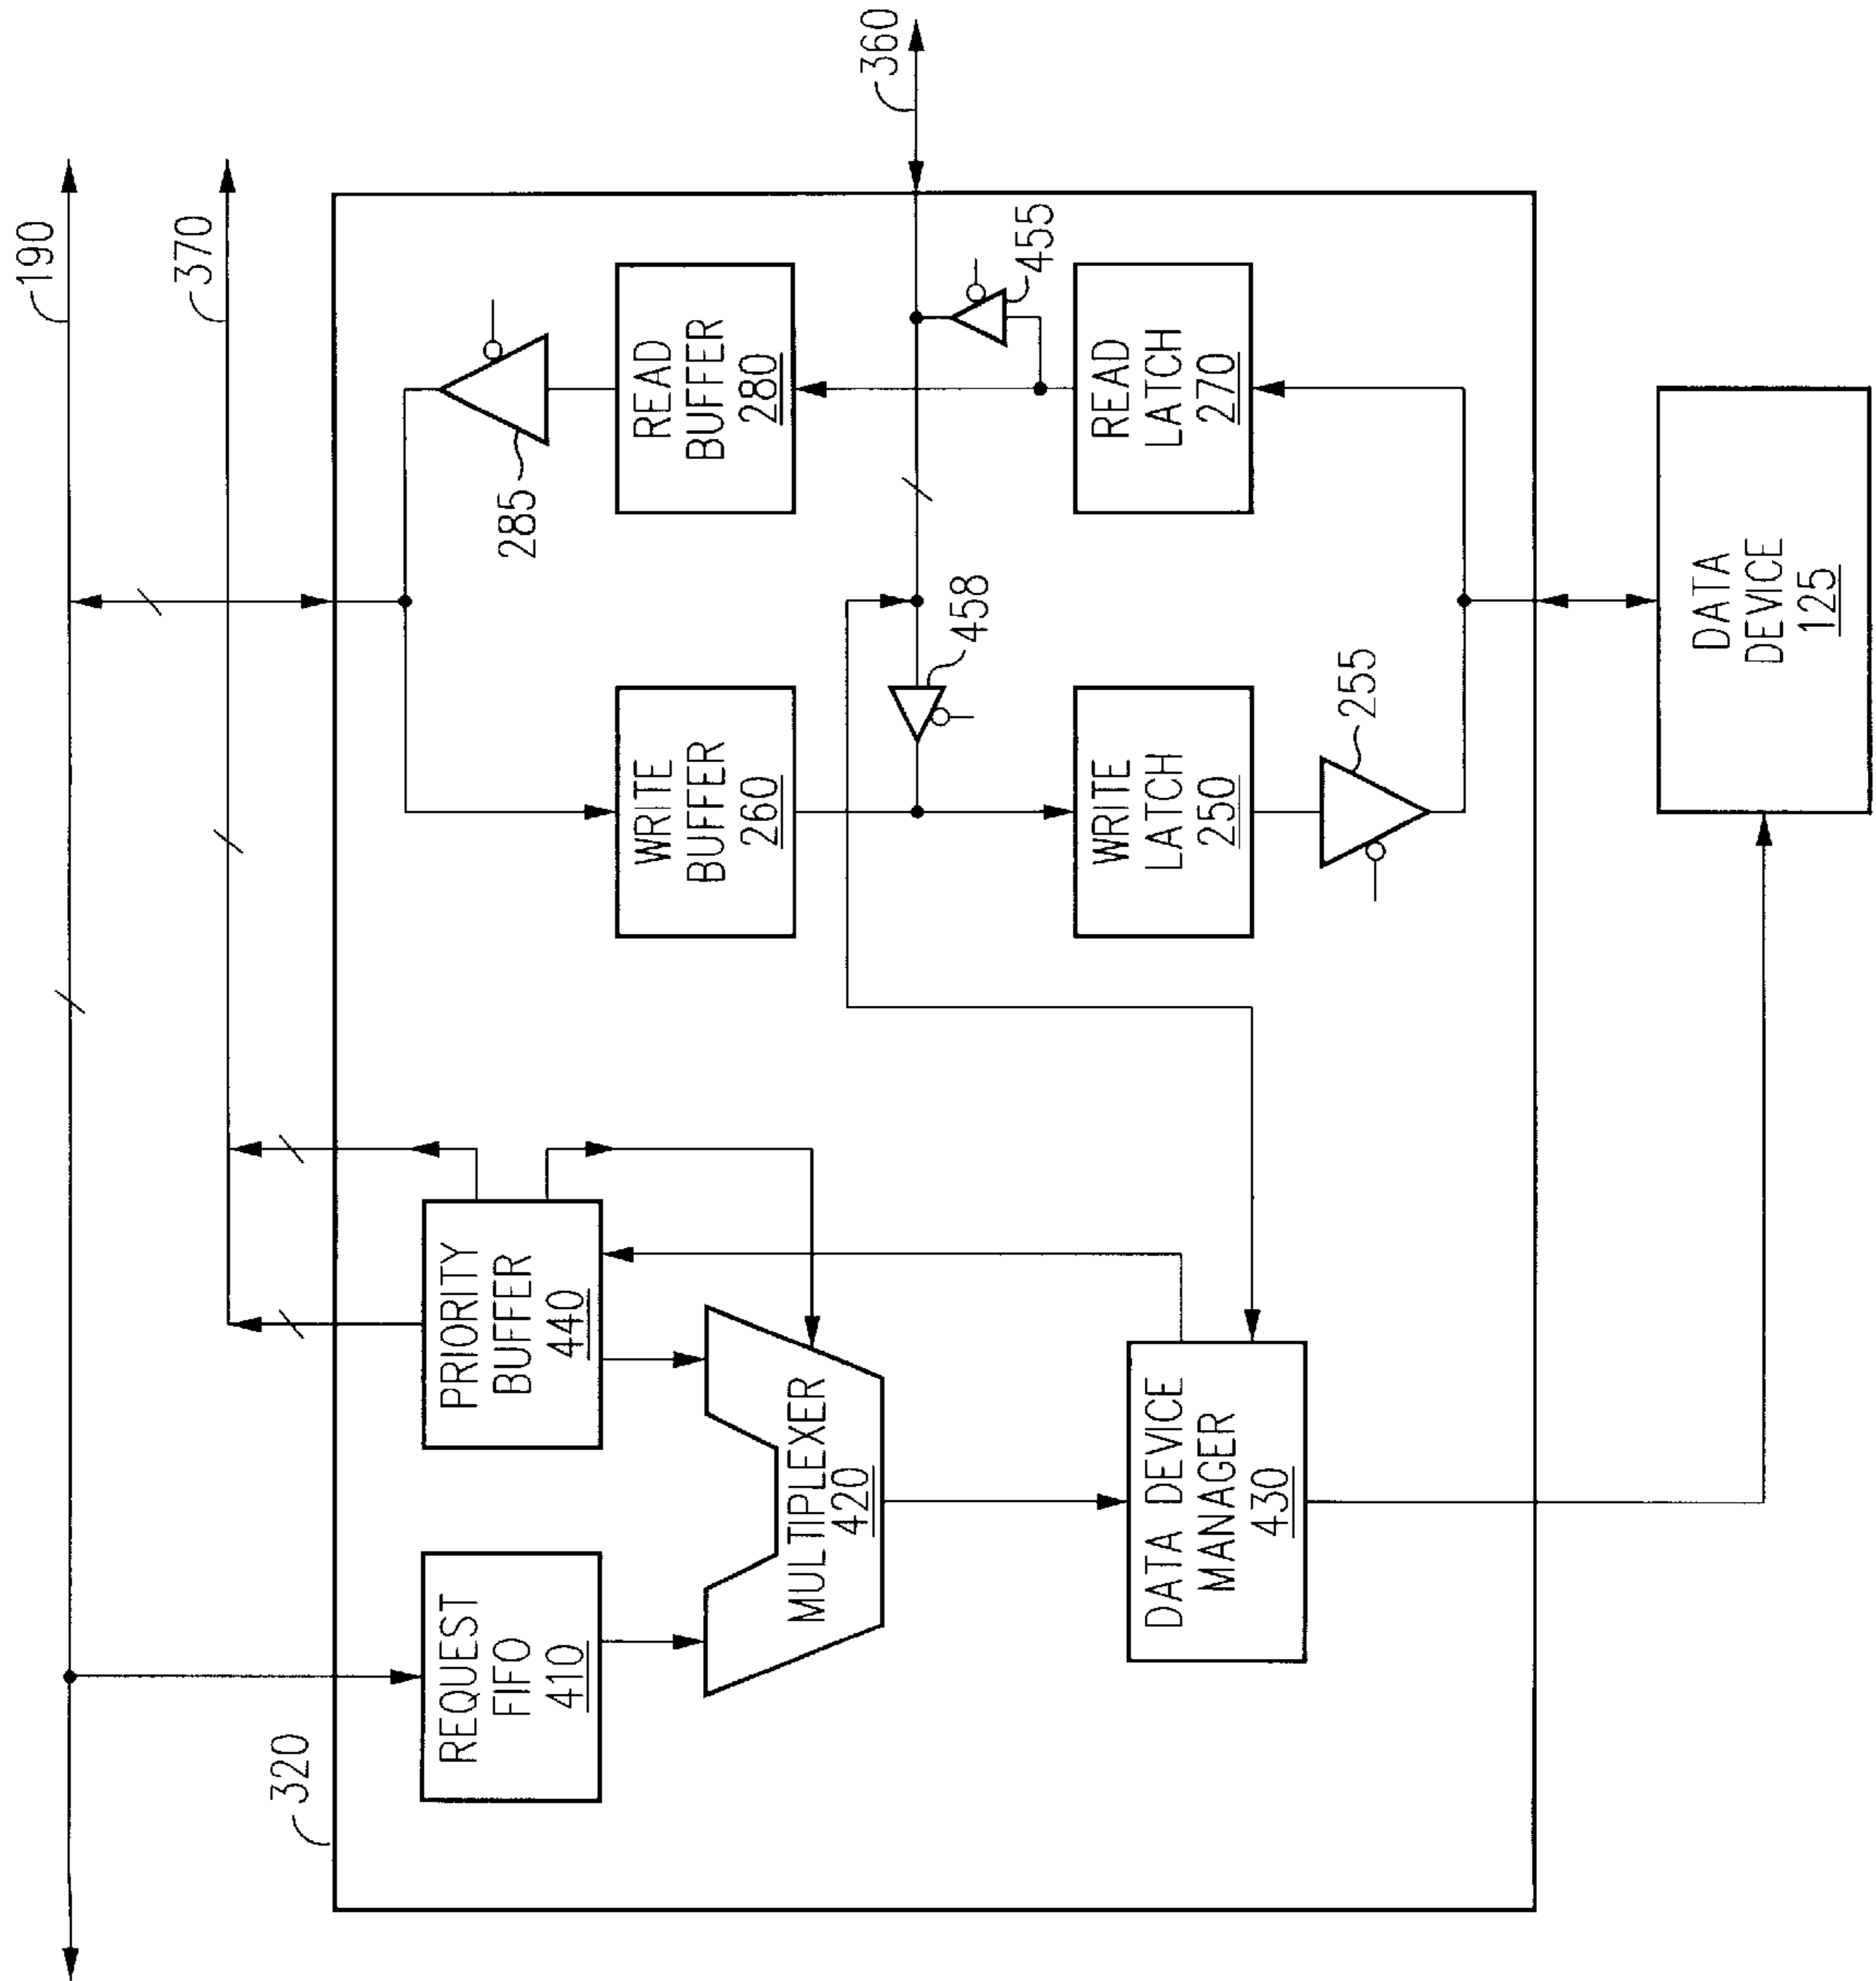 190
370
360
320
REQUEST
FIFO
410
PRIORITY
BUFFER
440
MULTIPLEXER
420
DATA DEVICE
MANAGER
430
WRITE
BUFFER
260
285
READ
BUFFER
280
458
455
WRITE
LATCH
250
READ
LATCH
270
255
DATA
DEVICE
125